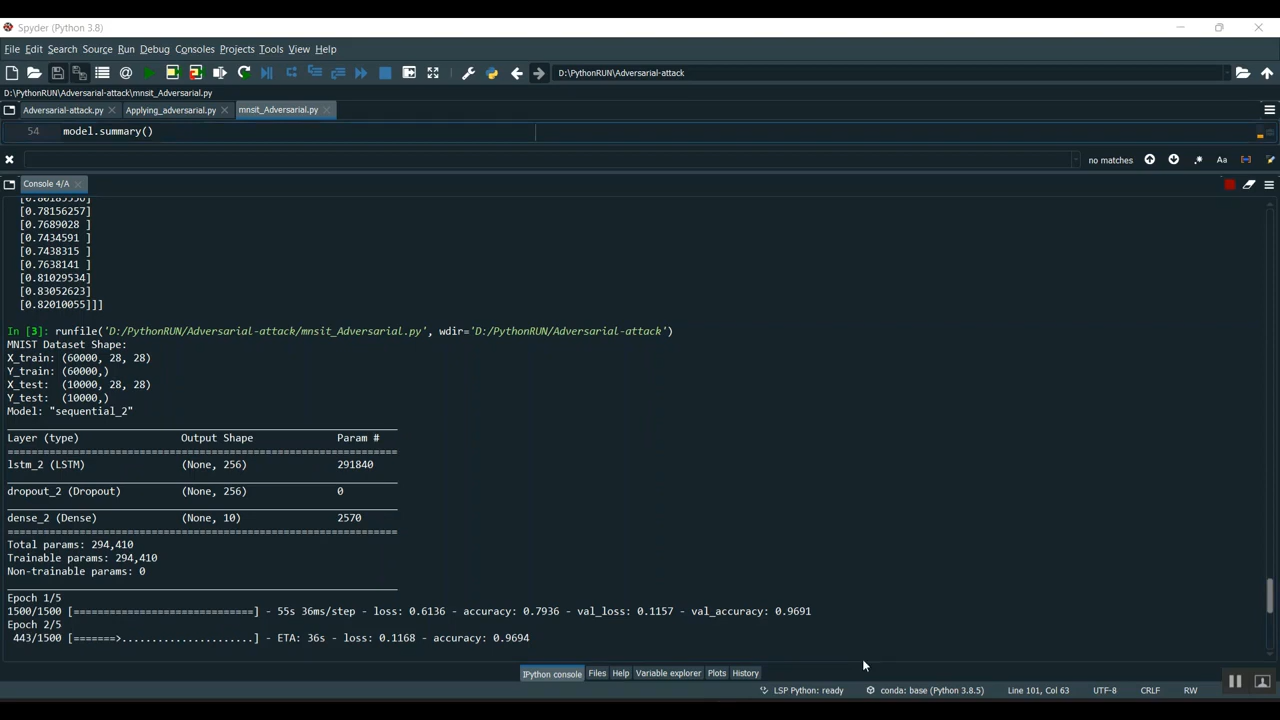 Spyder (Python 3.8)
File Edit Search Source Run Debug Consoles Projects Tools View Help
D:\PythonRUN\Adversarial-attack
D:\PythonRUN\Adversarial-attack\mnsit_Adversarial.py
Adversarial-attack.py Applying_adversarial.py mnsit_Adversarial.py
54 model.summary()
no matches
Aa
Console 4/A
[0.78156257]
[0.7689028 ]
[0.7434591 ]
[0.7438315 ]
[0.7638141 ]
[0.81029534]
[0.83052623]
[0.82010055]]]
In [3]: runfile('D:/PythonRUN/Adversarial-attack/mnsit_Adversarial.py', wdir='D:/PythonRUN/Adversarial-attack')
MNIST Dataset Shape:
X_train: (60000, 28, 28)
Y_train: (60000,)
X_test:  (10000, 28, 28)
Y_test:  (10000,)
Model: "sequential_2"
Layer (type) Output Shape Param #
=================================================================
lstm_2 (LSTM) (None, 256) 291840
dropout_2 (Dropout) (None, 256) 0
dense_2 (Dense) (None, 10) 2570
=================================================================
Total params: 294,410
Trainable params: 294,410
Non-trainable params: 0
Epoch 1/5
1500/1500 [==============================] - 55s 36ms/step - loss: 0.6136 - accuracy: 0.7936 - val_loss: 0.1157 - val_accuracy: 0.9691
Epoch 2/5
443/1500 [=======>......................] - ETA: 36s - loss: 0.1168 - accuracy: 0.9694
IPython console Files Help Variable explorer Plots History
LSP Python: ready conda: base (Python 3.8.5) Line 101, Col 63 UTF-8 CRLF RW